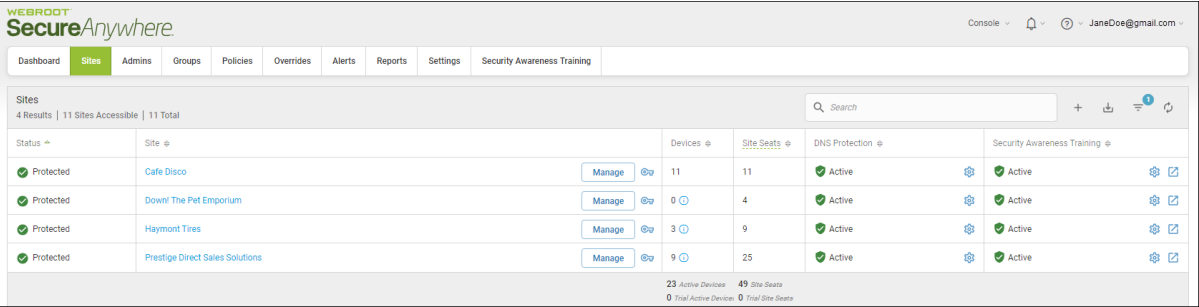 WEBROOT
SecureAnywhere.
Console JaneDoe@gmail.com
Dashboard Sites Admins Groups Policies Overrides Alerts Reports Settings Security Awareness Training
Sites
4 Results | 11 Sites Accessible | 11 Total
Search
1
Status Site Devices Site Seats DNS Protection Security Awareness Training
Protected Cafe Disco Manage 11 11 Active Active
Protected Down! The Pet Emporium Manage 0 4 Active Active
Protected Haymont Tires Manage 3 9 Active Active
Protected Prestige Direct Sales Solutions Manage 9 25 Active Active
23 Active Devices 49 Site Seats
0 Trial Active Devices 0 Trial Site Seats